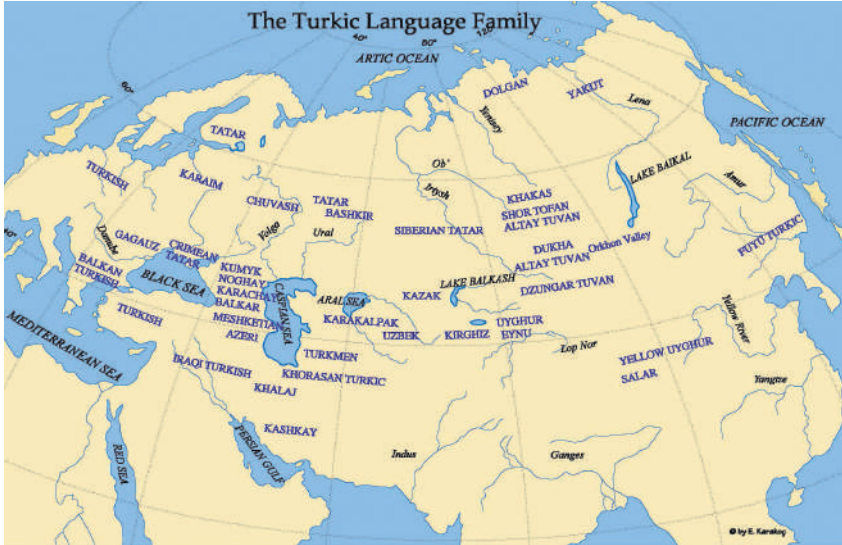 The Turkic Language Family
60°
40°
80°
120°
ARTIC OCEAN
PACIFIC OCEAN
DOLGAN
YAKUT
Lena
Yenisey
TATAR
TURKISH
KARAIM
Ob'
Irtysh
LAKE BAIKAL
Amur
CHUVASH
TATAR
BASHKIR
Volga
Ural
KHAKAS
SHOR TOFAN
ALTAY TUVAN
SIBERIAN TATAR
DUKHA
ALTAY TUVAN
Orkhon Valley
FUYU TURKIC
40°
Danube
GAGAUZ
CRIMEAN
TATAR
BALKAN
TURKISH
BLACK SEA
KUMYK
NOGHAY
KARACHAY
BALKAR
MESHKETIAN
AZERI
CASPIAN SEA
ARAL SEA
KAZAK
LAKE BALKASH
DZUNGAR TUVAN
MEDITERRANEAN SEA
TURKISH
KARAKALPAK
UZBEK
KIRGHIZ
UYGHUR
EYNU
Lop Nor
Yellow River
YELLOW UYGHUR
SALAR
Yangtze
IRAQI TURKISH
TURKMEN
KHORASAN TURKIC
KHALAJ
KASHKAY
PERSIAN GULF
RED SEA
Indus
Ganges
© by E. Karakoç